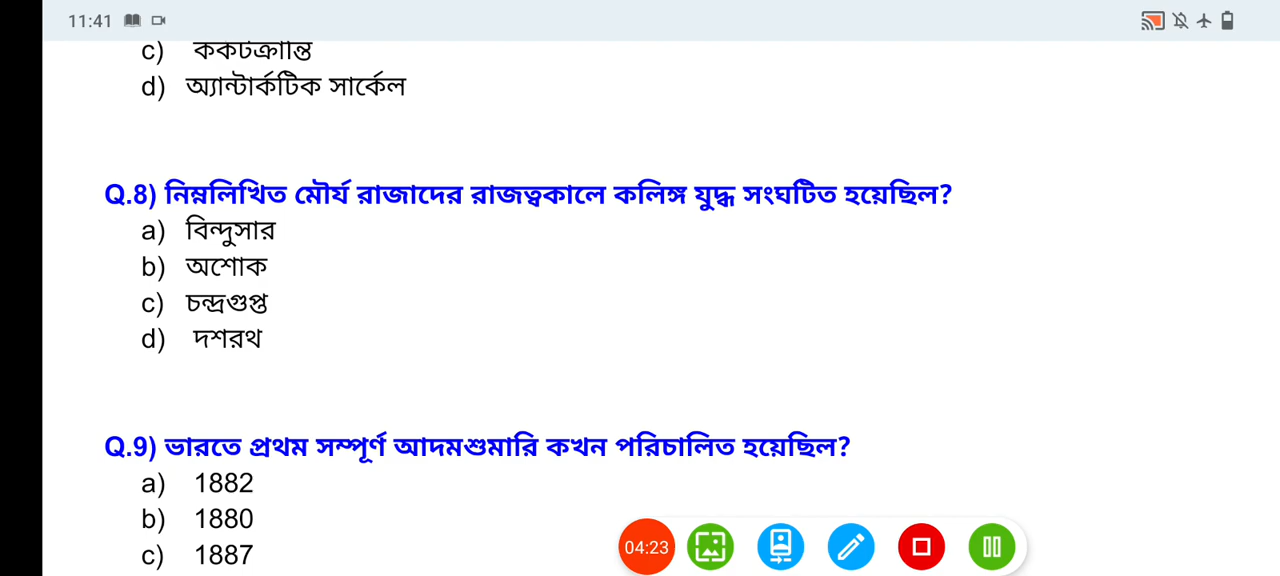 11:41
c) কর্কটক্রান্তি
d) অ্যান্টার্কটিক সার্কেল
Q.8) নিম্নলিখিত মৌর্য রাজাদের রাজত্বকালে কলিঙ্গ যুদ্ধ সংঘটিত হয়েছিল?
a) বিন্দুসার
b) অশোক
c) চন্দ্রগুপ্ত
d) দশরথ
Q.9) ভারতে প্রথম সম্পূর্ণ আদমশুমারি কখন পরিচালিত হয়েছিল?
a) 1882
b) 1880
c) 1887
04:23